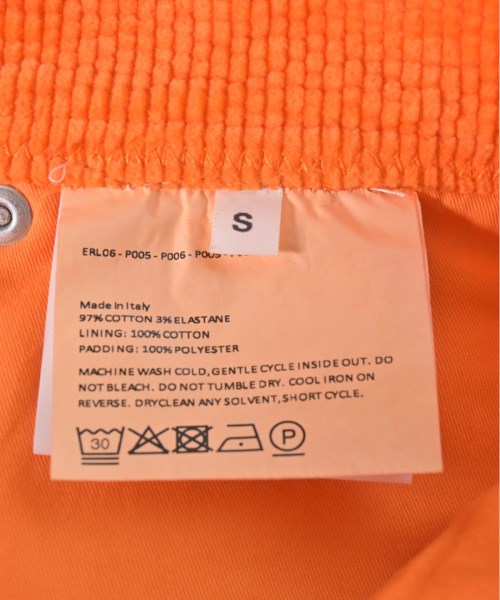 S
ERL06 - P005 - P006 - P009
Made in Italy
97% COTTON 3% ELASTANE
LINING: 100% COTTON
PADDING: 100% POLYESTER
MACHINE WASH COLD, GENTLE CYCLE INSIDE OUT. DO
NOT BLEACH. DO NOT TUMBLE DRY. COOL IRON ON
REVERSE. DRYCLEAN ANY SOLVENT, SHORT CYCLE.
30 P